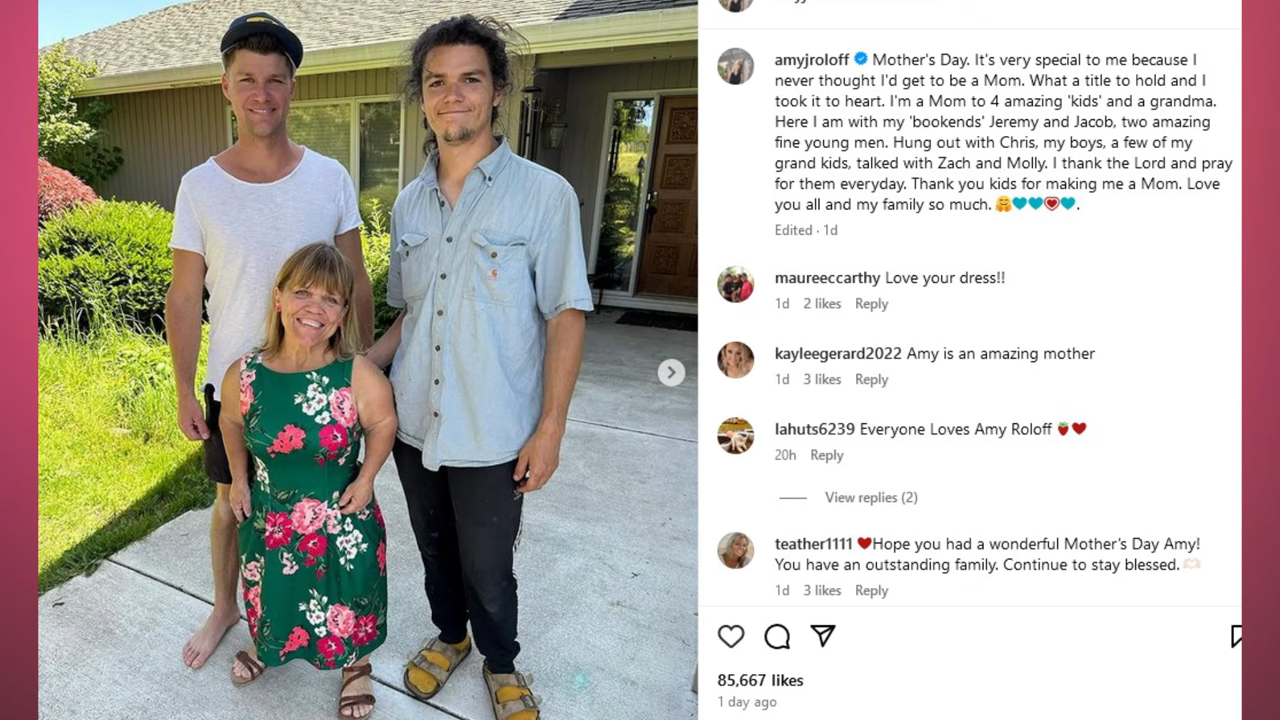 amyjroloff Mother's Day. It's very special to me because I
never thought I'd get to be a Mom. What a title to hold and I
took it to heart. I'm a Mom to 4 amazing 'kids' and a grandma.
Here I am with my 'bookends' Jeremy and Jacob, two amazing
fine young men. Hung out with Chris, my boys, a few of my
grand kids, talked with Zach and Molly. I thank the Lord and pray
for them everyday. Thank you kids for making me a Mom. Love
you all and my family so much. 🤗🩵🩵💟🩵.
Edited · 1d
maureeccarthy Love your dress!!
1d 2 likes Reply
kayleegerard2022 Amy is an amazing mother
1d 3 likes Reply
lahuts6239 Everyone Loves Amy Roloff 🍓❤️
20h Reply
View replies (2)
teather1111 ❤️Hope you had a wonderful Mother's Day Amy!
You have an outstanding family. Continue to stay blessed. 🫶🏻
1d 3 likes Reply
85,667 likes
1 day ago